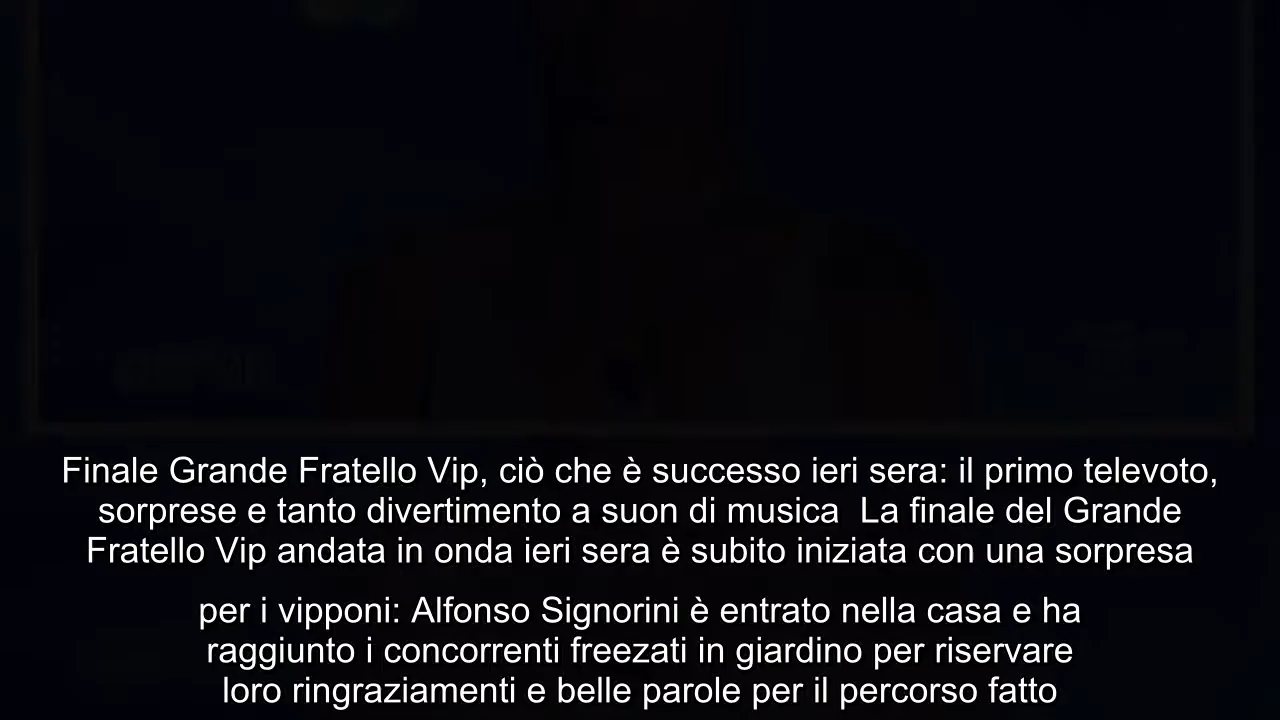 Finale Grande Fratello Vip, ciò che è successo ieri sera: il primo televoto,
sorprese e tanto divertimento a suon di musica  La finale del Grande
Fratello Vip andata in onda ieri sera è subito iniziata con una sorpresa
per i vipponi: Alfonso Signorini è entrato nella casa e ha
raggiunto i concorrenti freezati in giardino per riservare
loro ringraziamenti e belle parole per il percorso fatto